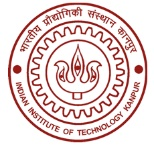 भारतीय प्रौद्योगिकी संस्थान कानपुर
INDIAN INSTITUTE OF TECHNOLOGY KANPUR